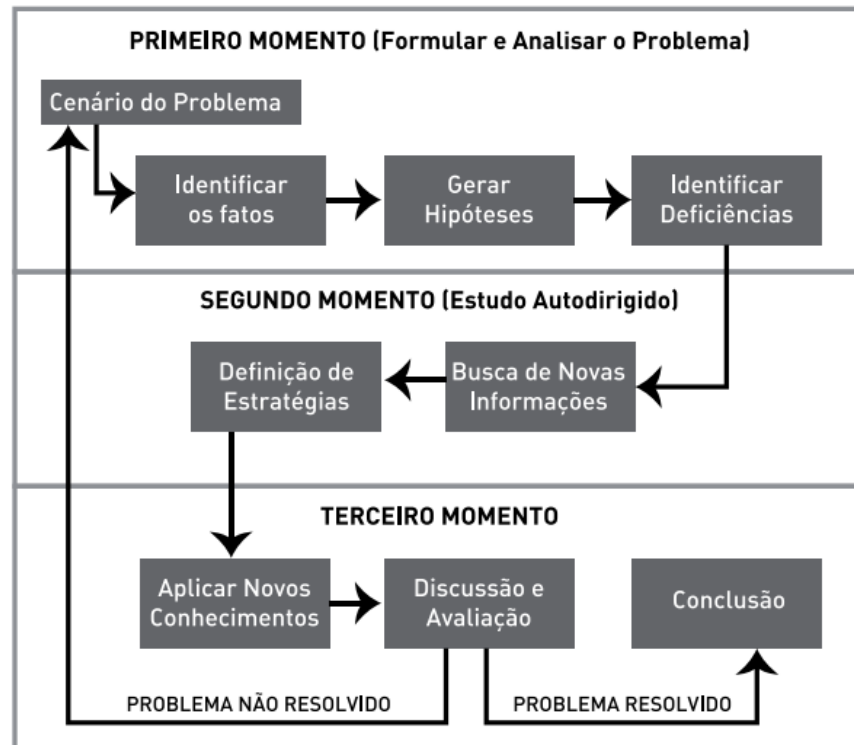 PRIMEIRO MOMENTO (Formular e Analisar o Problema)
Cenário do Problema
Identificar
os fatos
Gerar
Hipóteses
Identificar
Deficiências
SEGUNDO MOMENTO (Estudo Autodirigido)
Definição de
Estratégias
Busca de Novas
Informações
TERCEIRO MOMENTO
Aplicar Novos
Conhecimentos
Discussão e
Avaliação
Conclusão
PROBLEMA NÃO RESOLVIDO
PROBLEMA RESOLVIDO